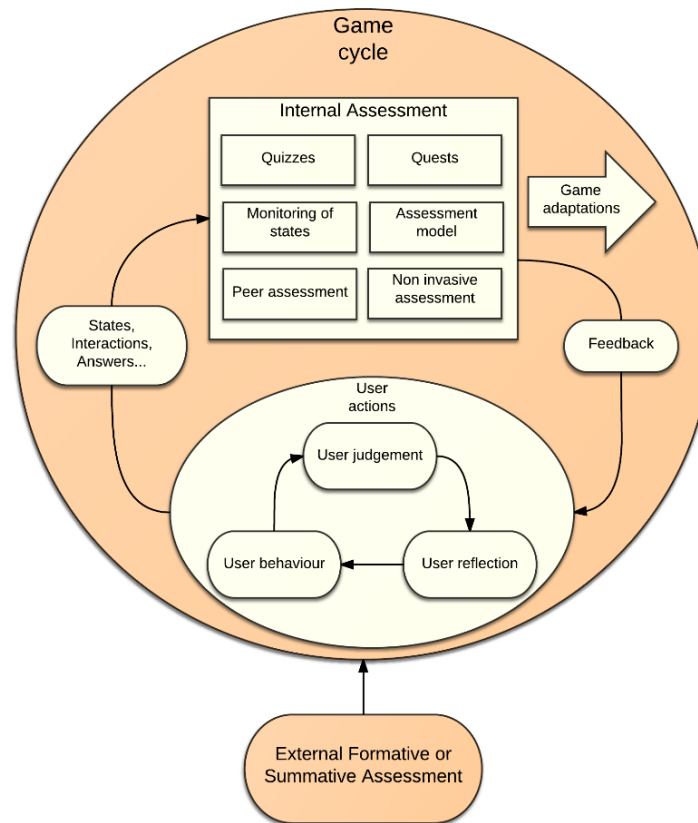 Game
cycle
Internal Assessment
Quizzes
Quests
Monitoring of
states
Assessment
model
Peer assessment
Non invasive
assessment
Game
adaptations
States,
Interactions,
Answers...
Feedback
User
actions
User judgement
User behaviour
User reflection
External Formative or
Summative Assessment